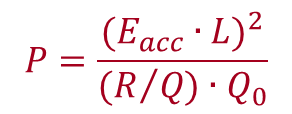 P = (E_acc · L)^2 / (R/Q) · Q_0